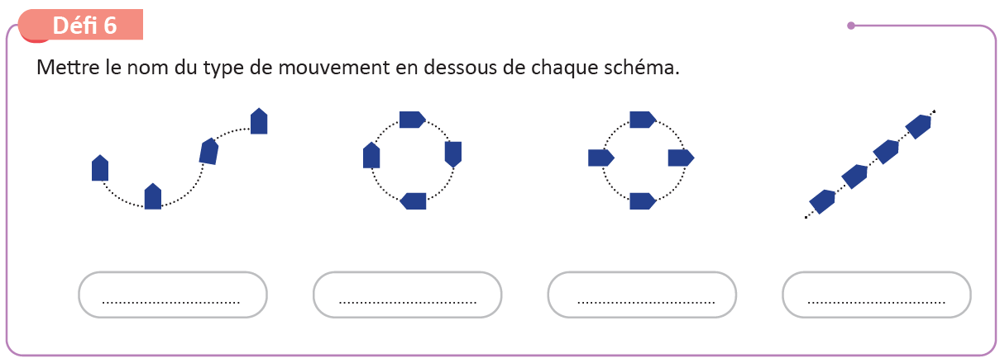 Défi 6
Mettre le nom du type de mouvement en dessous de chaque schéma.